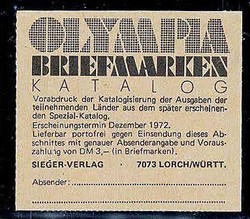 OLYMPIA
BRIEFMARKEN
KATALOG
Vorabdruck der Katalogisierung der Ausgaben der
teilnehmenden Länder aus dem später erscheinen-
den Spezial-Katalog.
Erscheinungstermin Dezember 1972.
Lieferbar portofrei gegen Einsendung dieses Ab-
schnittes mit genauer Absenderangabe und Voraus-
zahlung von DM 3,– (in Briefmarken).
SIEGER-VERLAG · 7073 LORCH/WÜRTT.
Absender: